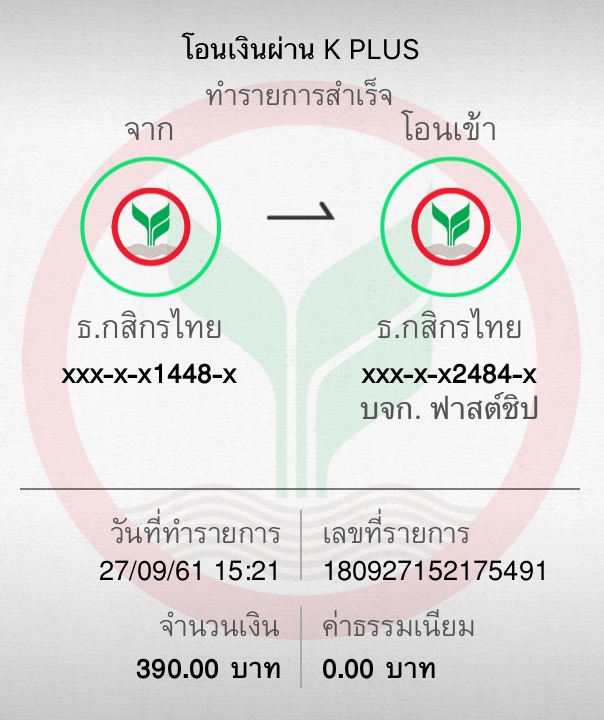 โอนเงินผ่าน K PLUS
ทำรายการสำเร็จ
จาก
โอนเข้า
ธ.กสิกรไทย
ธ.กสิกรไทย
xxx-x-x1448-x
xxx-x-x2484-x
บจก. ฟาสต์ชิป
วันที่ทำรายการ
เลขที่รายการ
27/09/61 15:21
180927152175491
จำนวนเงิน
ค่าธรรมเนียม
390.00 บาท
0.00 บาท